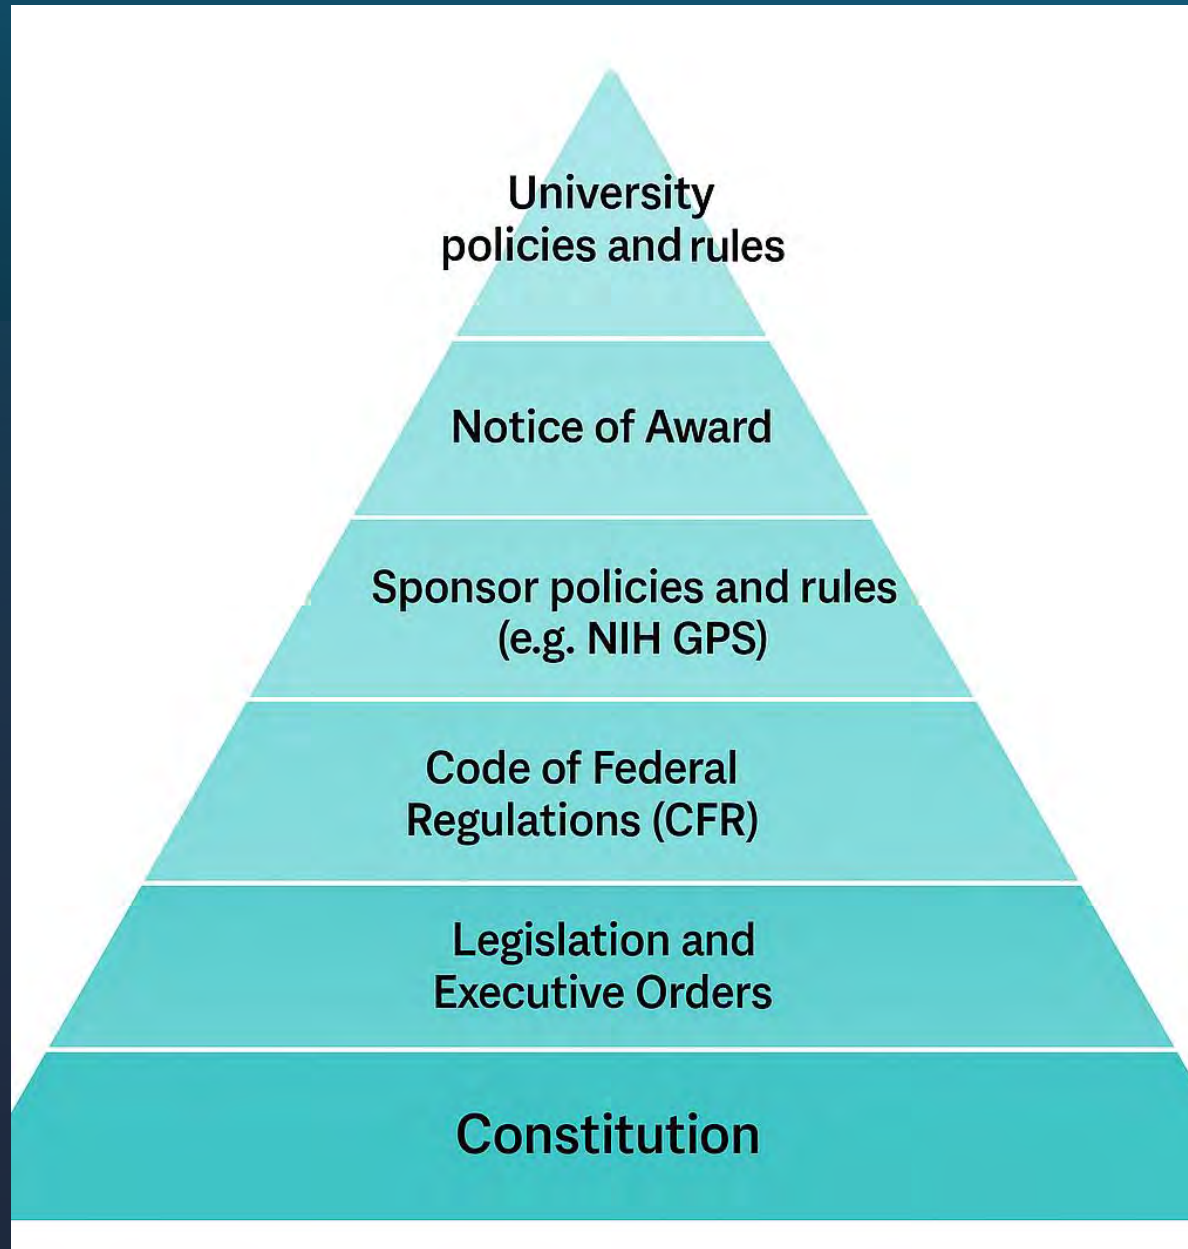 University
policies and rules
Notice of Award
Sponsor policies and rules
(e.g. NIH GPS)
Code of Federal
Regulations (CFR)
Legislation and
Executive Orders
Constitution